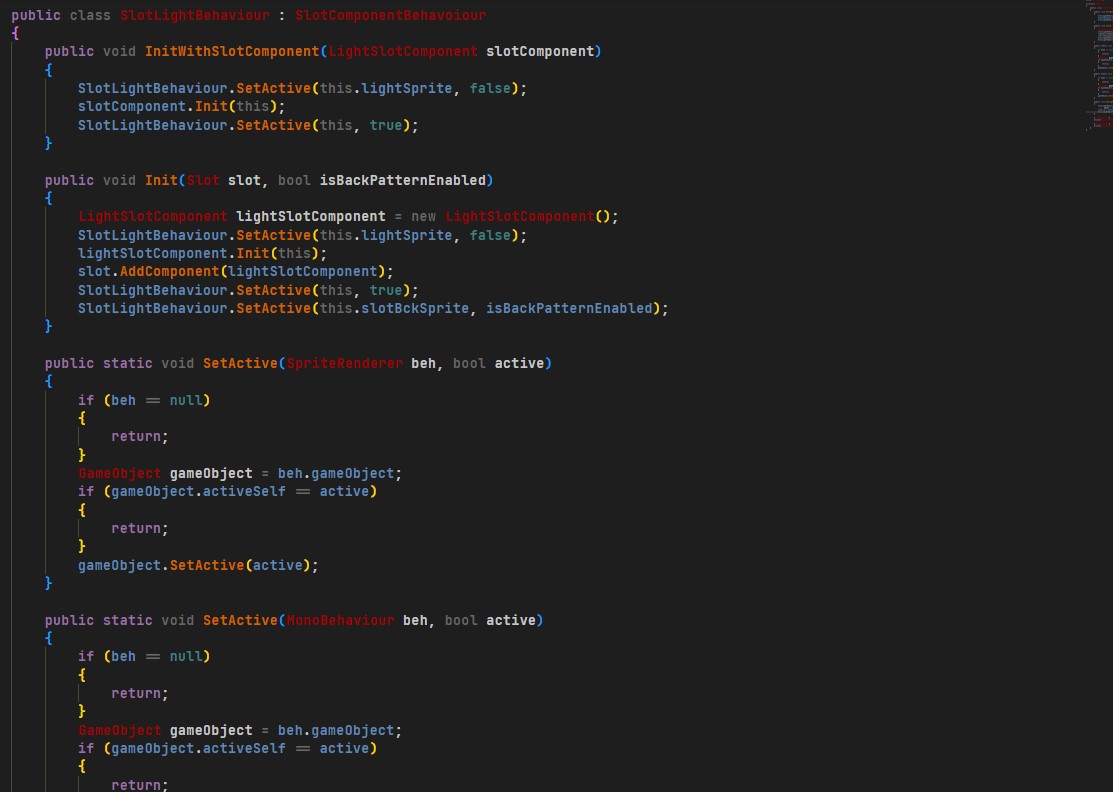 public class SlotLightBehaviour : SlotComponentBehavoiour
{
    public void InitWithSlotComponent(LightSlotComponent slotComponent)
    {
        SlotLightBehaviour.SetActive(this.lightSprite, false);
        slotComponent.Init(this);
        SlotLightBehaviour.SetActive(this, true);
    }

    public void Init(Slot slot, bool isBackPatternEnabled)
    {
        LightSlotComponent lightSlotComponent = new LightSlotComponent();
        SlotLightBehaviour.SetActive(this.lightSprite, false);
        lightSlotComponent.Init(this);
        slot.AddComponent(lightSlotComponent);
        SlotLightBehaviour.SetActive(this, true);
        SlotLightBehaviour.SetActive(this.slotBckSprite, isBackPatternEnabled);
    }

    public static void SetActive(SpriteRenderer beh, bool active)
    {
        if (beh == null)
        {
            return;
        }
        GameObject gameObject = beh.gameObject;
        if (gameObject.activeSelf == active)
        {
            return;
        }
        gameObject.SetActive(active);
    }

    public static void SetActive(MonoBehaviour beh, bool active)
    {
        if (beh == null)
        {
            return;
        }
        GameObject gameObject = beh.gameObject;
        if (gameObject.activeSelf == active)
        {
            return;